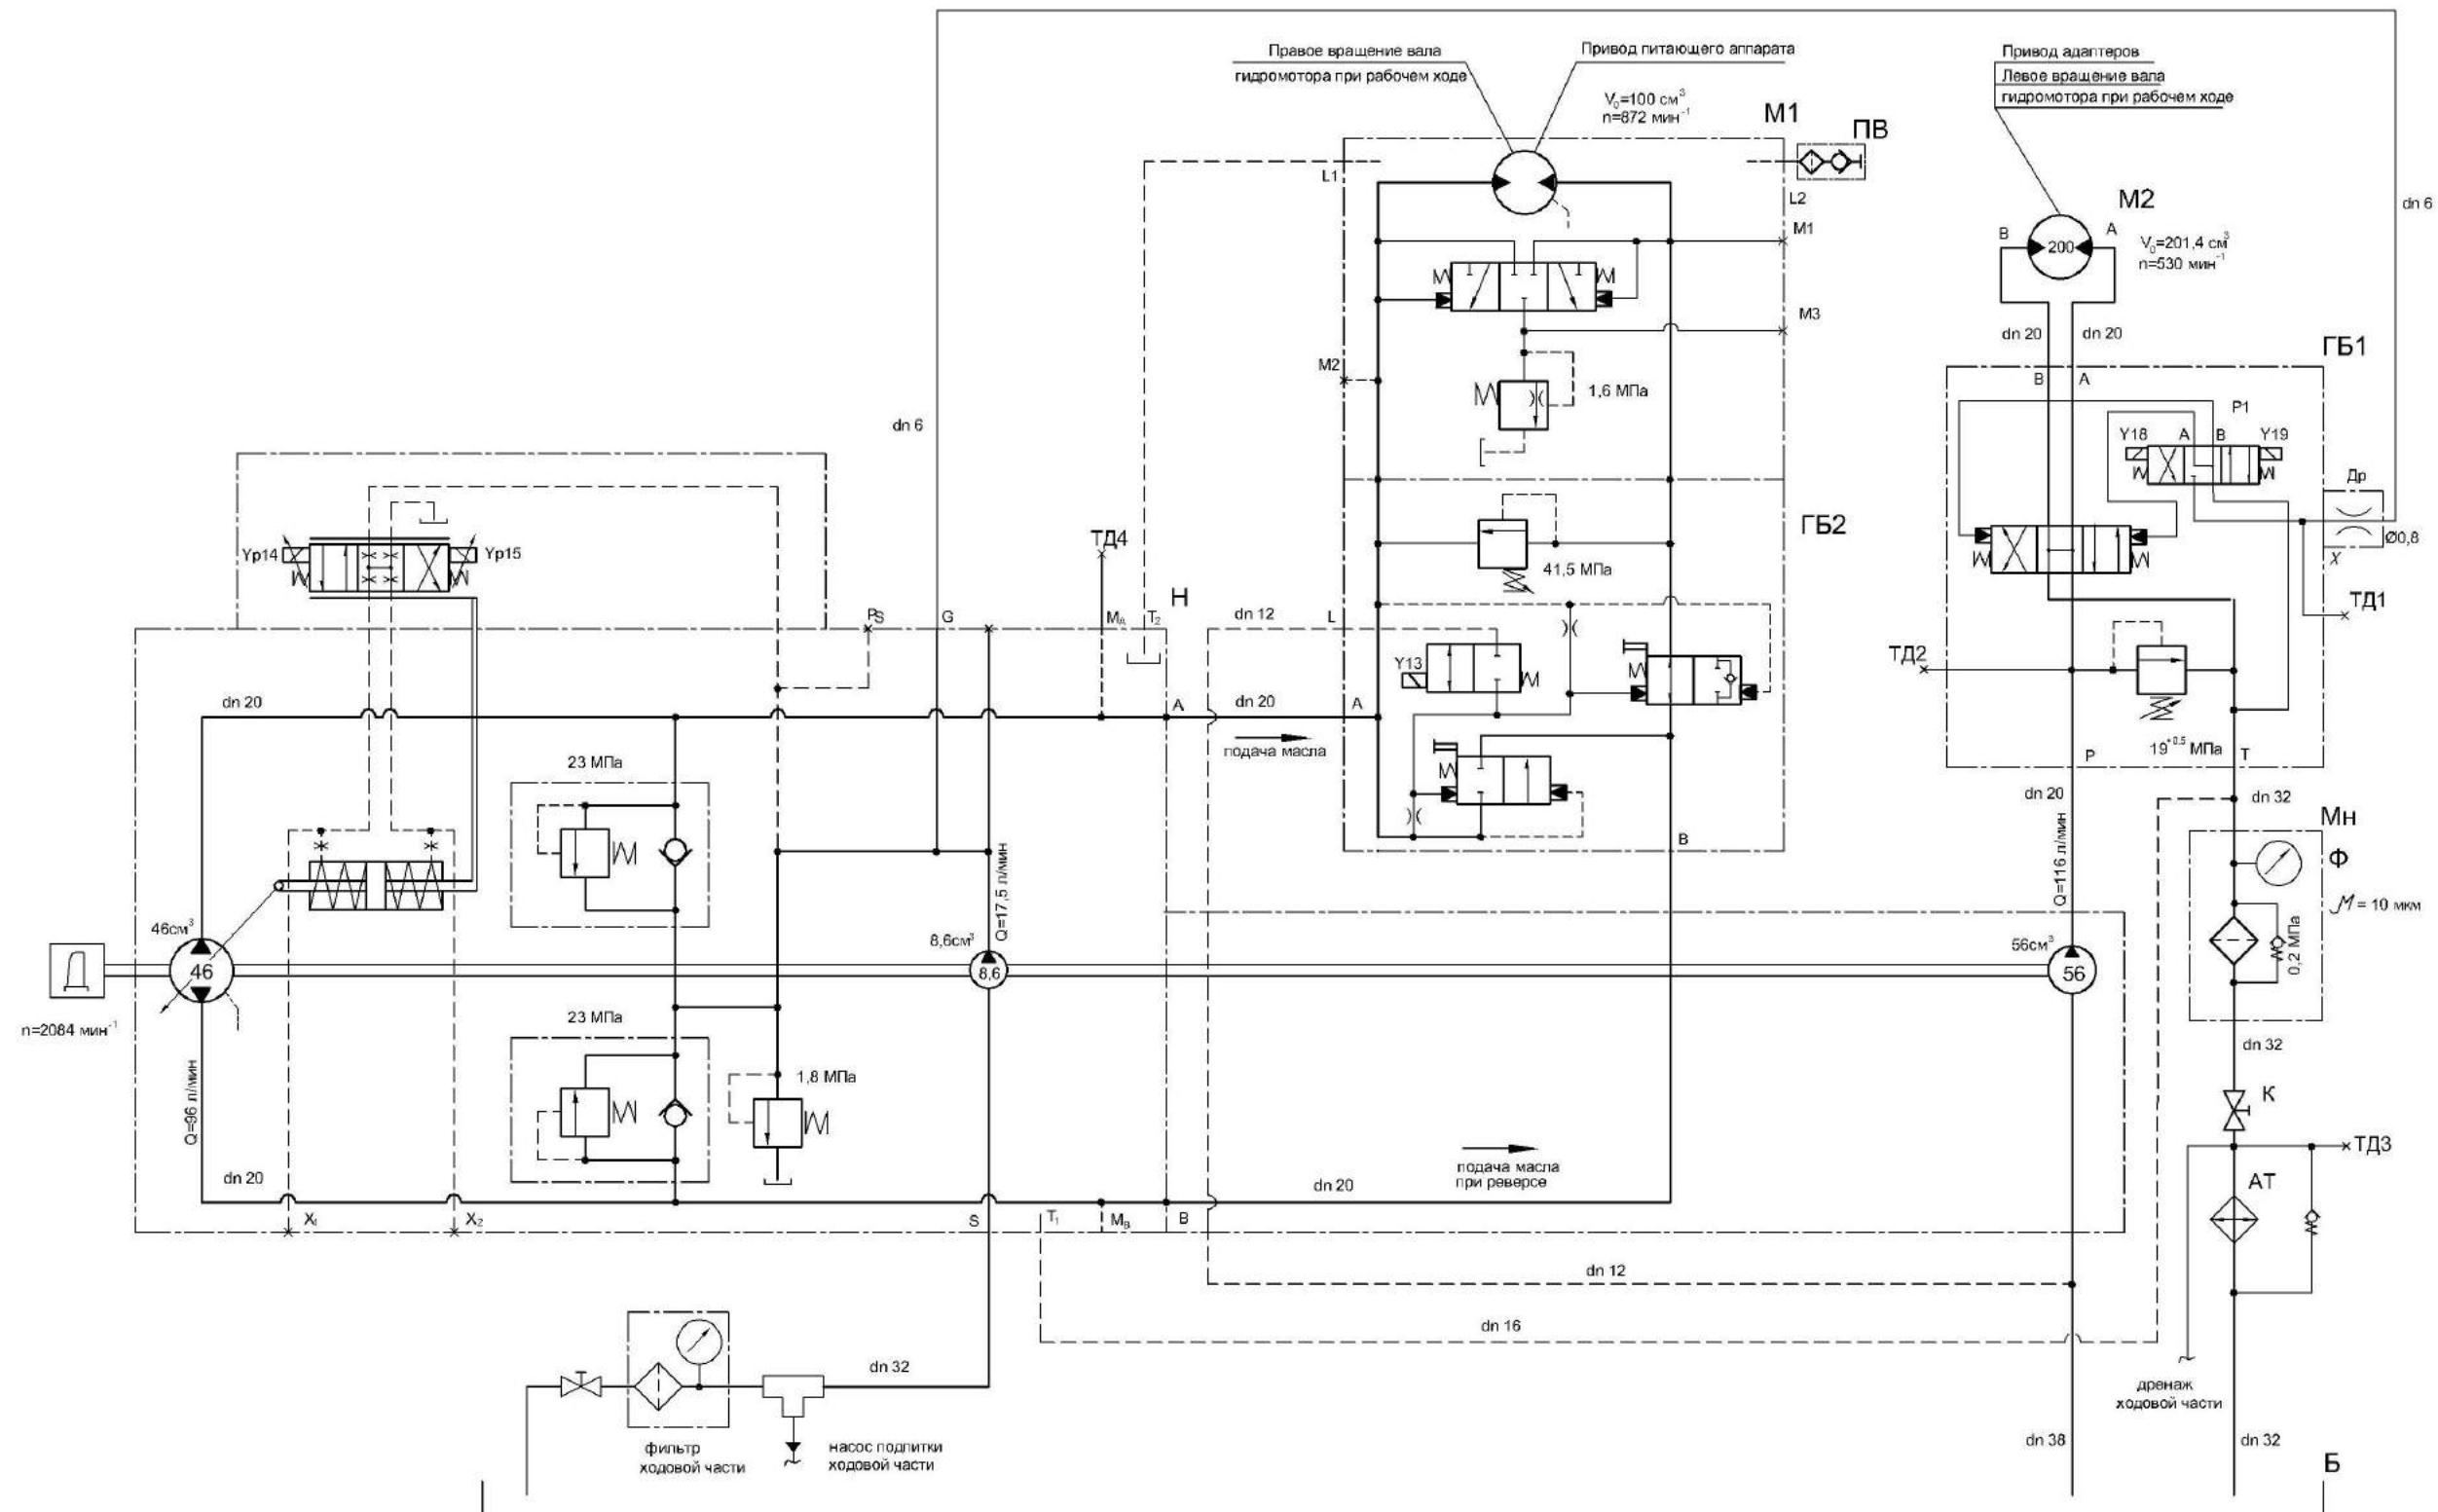 Правое вращение вала
гидромотора при рабочем ходе
Привод питающего аппарата
Привод адаптеров
Левое вращение вала
гидромотора при рабочем ходе
V₀=100 см³
n=872 мин⁻¹
М1
ПВ
L1
L2
М2
dn 6
В
200
А
V₀=201,4 см³
n=530 мин⁻¹
М1
М3
dn 20
dn 20
ГБ1
М2
1,6 МПа
В
А
Р1
dn 6
Y18
А
В
Y19
Др
Ø0,8
Х
ГБ2
ТД4
Yp14
Yp15
41,5 МПа
Н
ТД1
PS
G
MA
T2
dn 12
L
Y13
ТД2
dn 20
А
dn 20
А
подача масла
19⁺⁰·⁵ МПа
Р
Т
23 МПа
dn 20
dn 32
Мн
Ф
= 10 мкм
0,2 МПа
В
Q=17,5 л/мин
Q=116 л/мин
46см³
8,6см³
56см³
46
8,6
56
n=2084 мин⁻¹
23 МПа
dn 32
1,8 МПа
Q=96 л/мин
К
ТД3
подача масла
при реверсе
dn 20
dn 20
АТ
X1
X2
S
T1
MB
В
dn 12
dn 16
dn 32
дренаж
ходовой части
фильтр
ходовой части
насос подпитки
ходовой части
dn 38
dn 32
Б